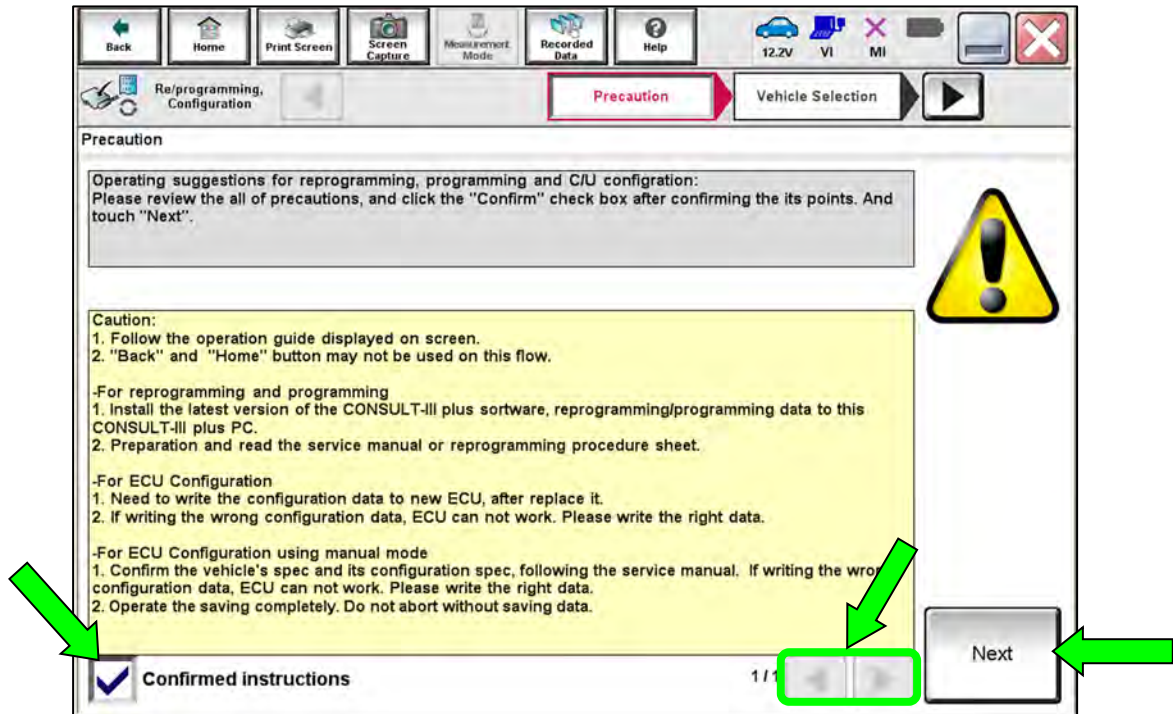 Back
Home
Print Screen
Screen Capture
Measurement Mode
Recorded Data
Help
12.2V
VI
MI
Re/programming, Configuration
Precaution
Vehicle Selection
Precaution
Operating suggestions for reprogramming, programming and C/U configration:
Please review the all of precautions, and click the "Confirm" check box after confirming the its points. And
touch "Next".
Caution:
1. Follow the operation guide displayed on screen.
2. "Back" and "Home" button may not be used on this flow.
-For reprogramming and programming
1. Install the latest version of the CONSULT-III plus sortware, reprogramming/programming data to this
CONSULT-III plus PC.
2. Preparation and read the service manual or reprogramming procedure sheet.
-For ECU Configuration
1. Need to write the configuration data to new ECU, after replace it.
2. If writing the wrong configuration data, ECU can not work. Please write the right data.
-For ECU Configuration using manual mode
1. Confirm the vehicle's spec and its configuration spec, following the service manual. If writing the
configuration data, ECU can not work. Please write the right data.
2. Operate the saving completely. Do not abort without saving data.
Confirmed instructions
1/1
Next